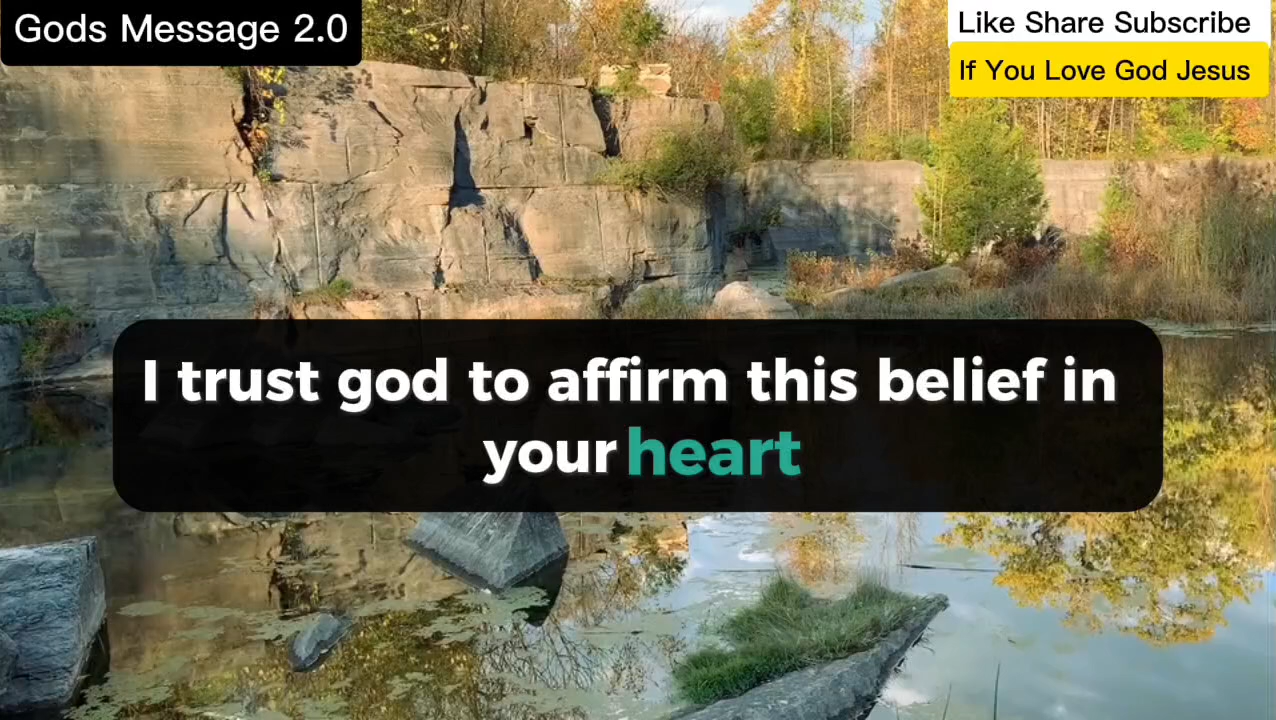 Gods Message 2.0
Like Share Subscribe
If You Love God Jesus
I trust god to affirm this belief in
your heart